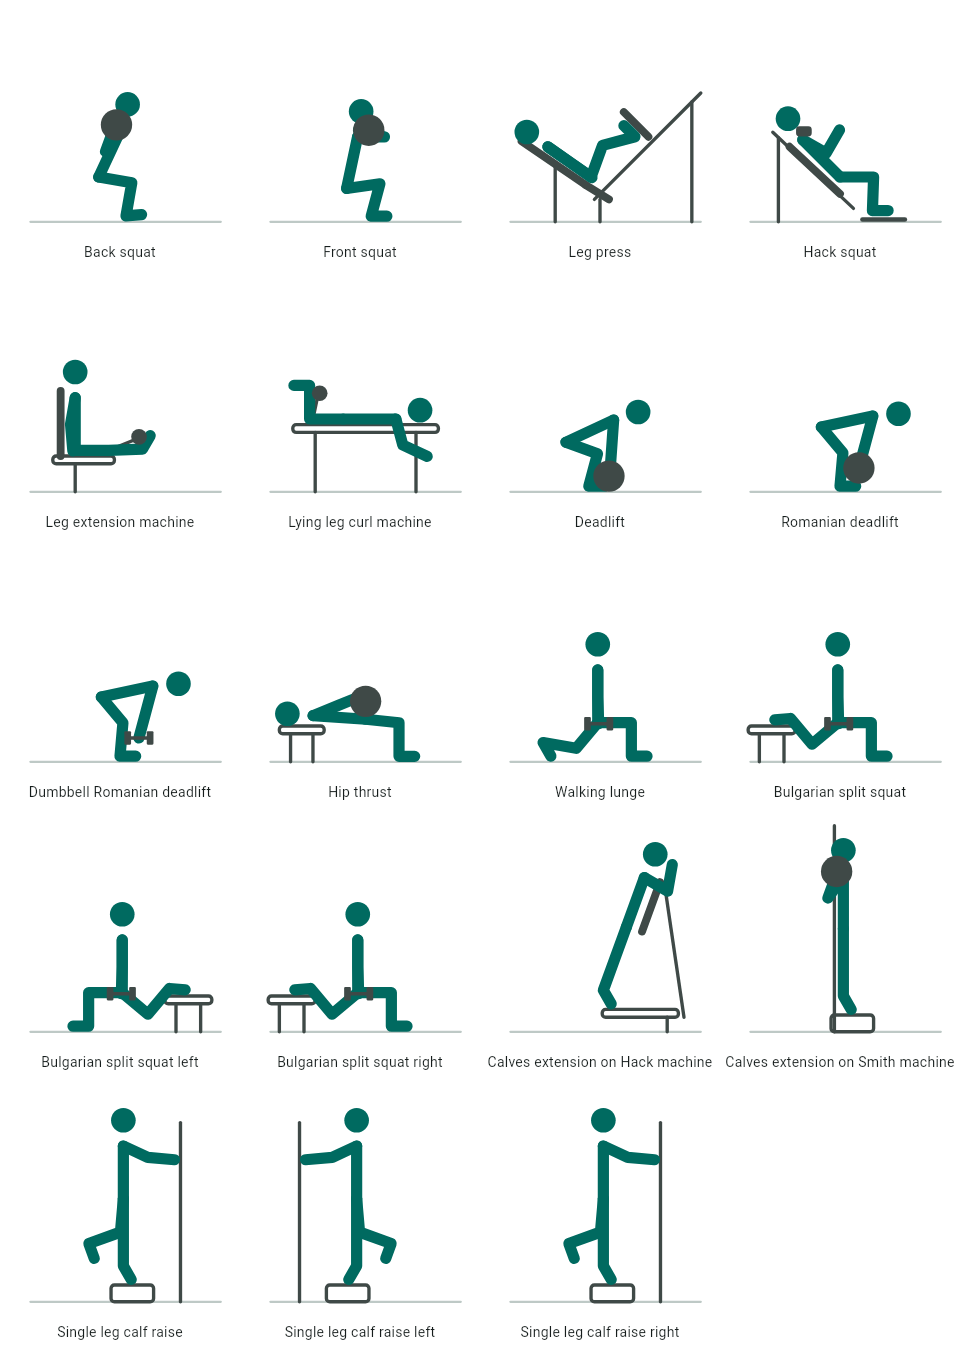 Back squat
Front squat
Leg press
Hack squat
Leg extension machine
Lying leg curl machine
Deadlift
Romanian deadlift
Dumbbell Romanian deadlift
Hip thrust
Walking lunge
Bulgarian split squat
Bulgarian split squat left
Bulgarian split squat right
Calves extension on Hack machine
Calves extension on Smith machine
Single leg calf raise
Single leg calf raise left
Single leg calf raise right